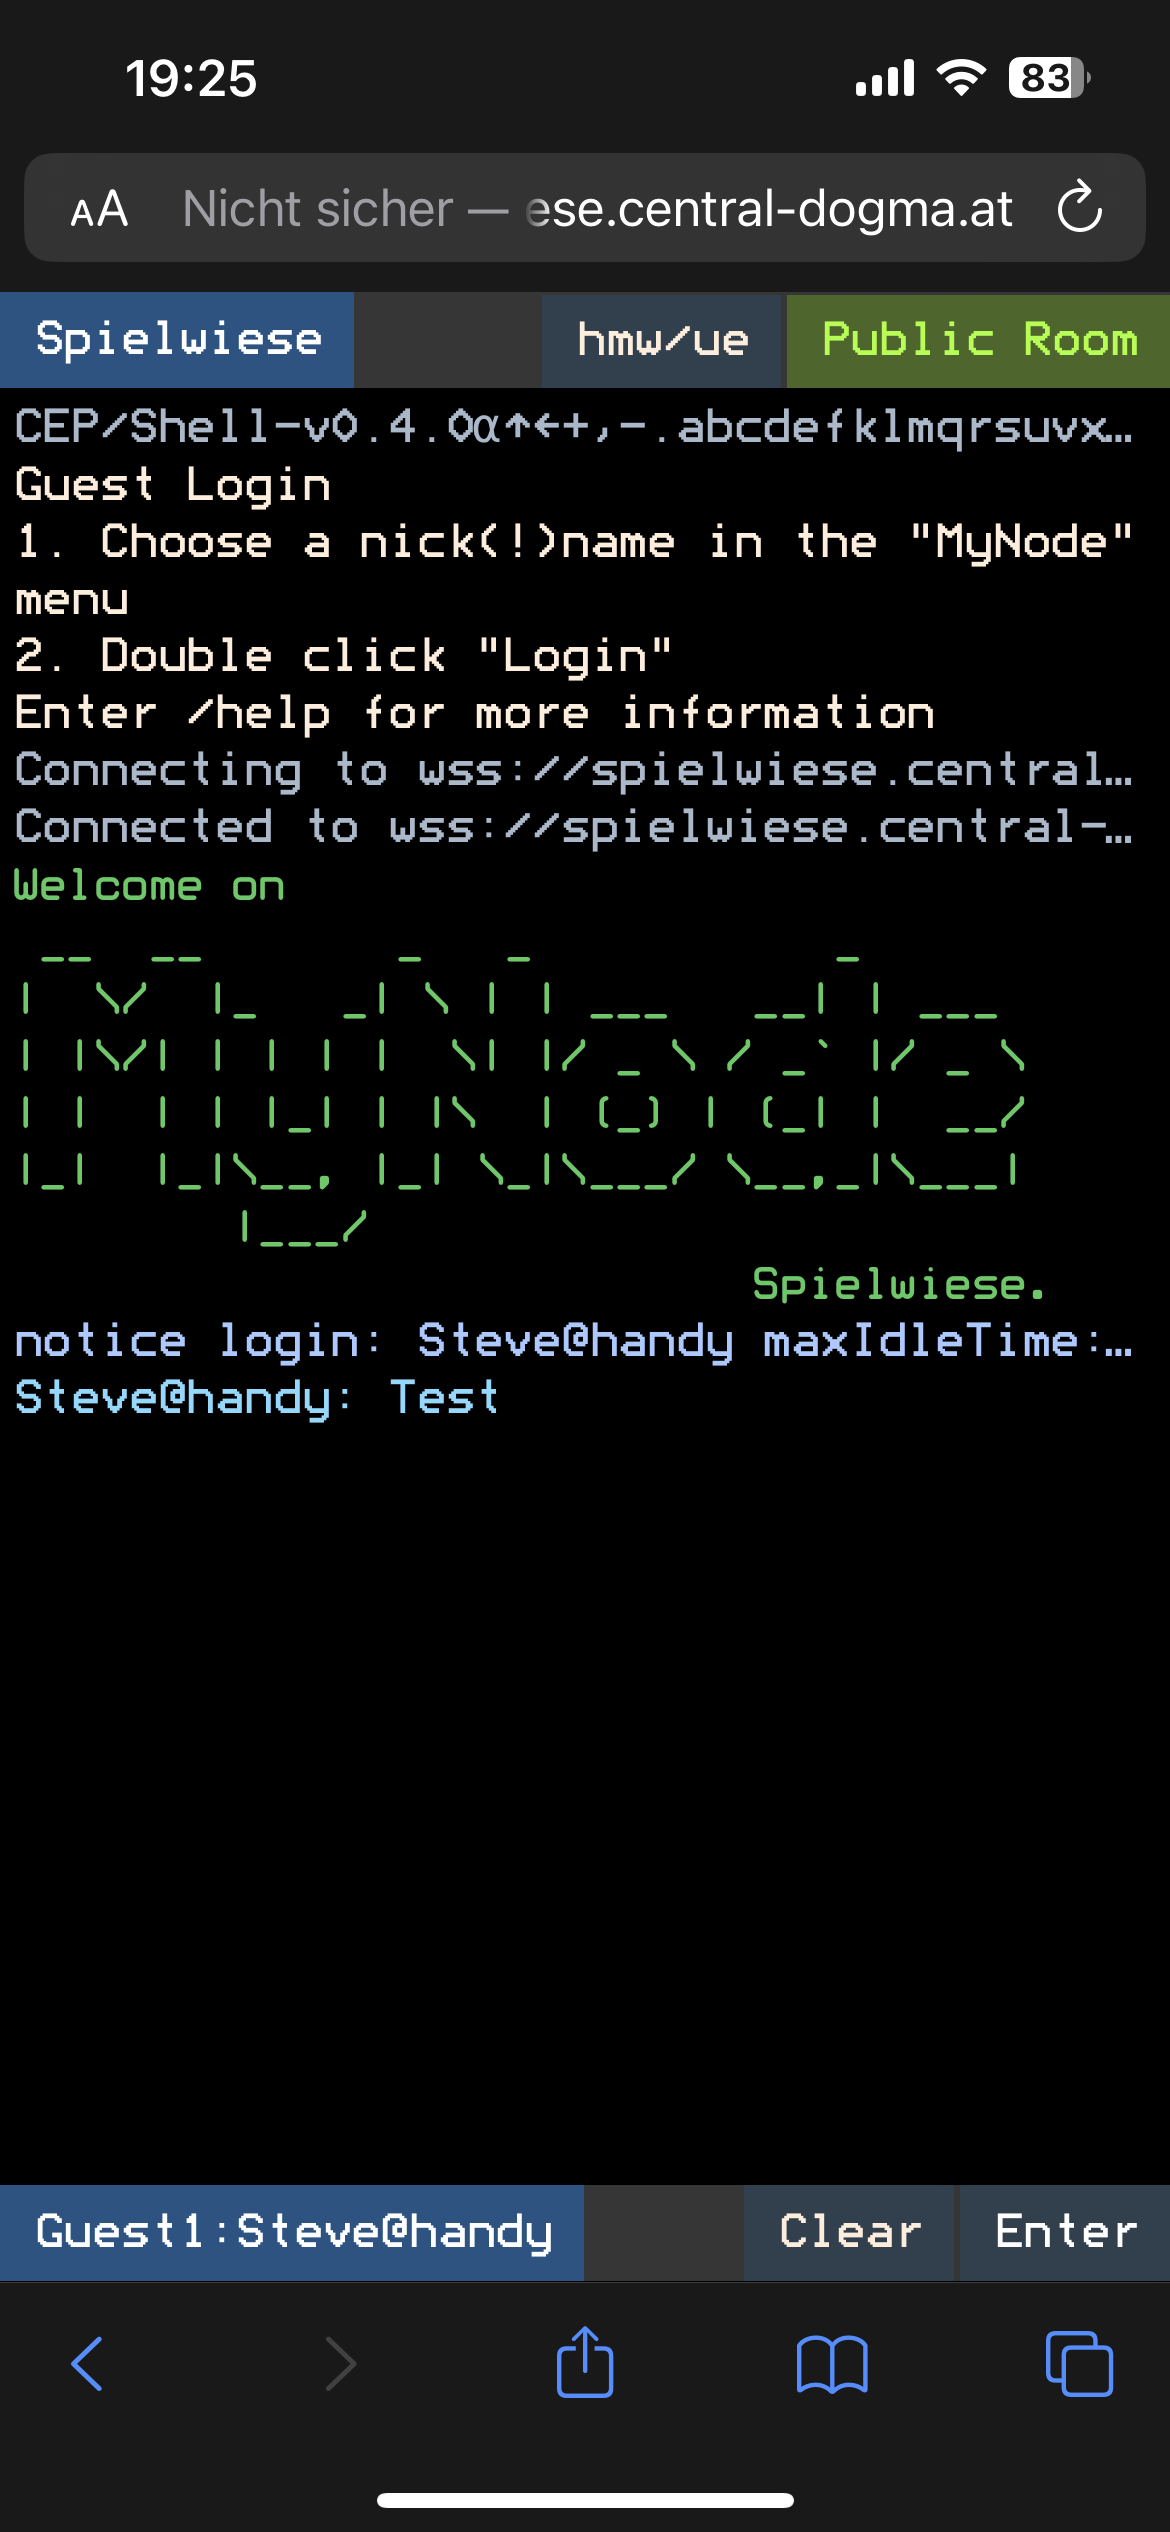 19:25 83
AA Nicht sicher — ese.central-dogma.at
Spielwiese hmw/ue Public Room
CEP/Shell-v0.4.0α↑←+,-.abcdefklmqrsuvx…
Guest Login
1. Choose a nick(!)name in the "MyNode"
menu
2. Double click "Login"
Enter /help for more information
Connecting to wss://spielwiese.central…
Connected to wss://spielwiese.central-…
Welcome on
MyNode
Spielwiese.
notice login: Steve@handy maxIdleTime:…
Steve@handy: Test
Guest1:Steve@handy Clear Enter